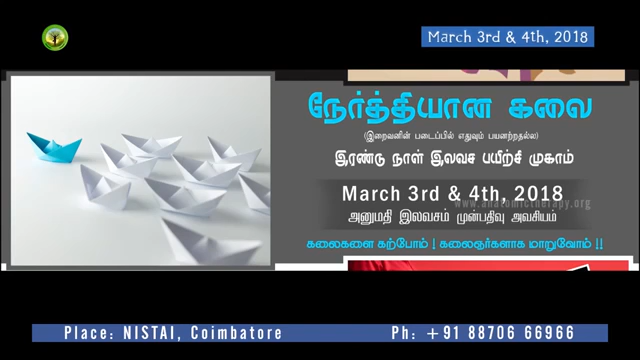 March 3rd & 4th, 2018
நேர்த்தியான கலை
(இறைவனின் படைப்பில் எதுவும் பயனற்றதல்ல)
இரண்டு நாள் இலவச பயிற்சி முகாம்
March 3rd & 4th, 2018
www.anatomictherapy.org
அனுமதி இலவசம் முன்பதிவு அவசியம்
கலைகளை கற்போம் ! கலைஞர்களாக மாறுவோம் !!
Place: NISTAI, Coimbatore
Ph: +91 88706 66966